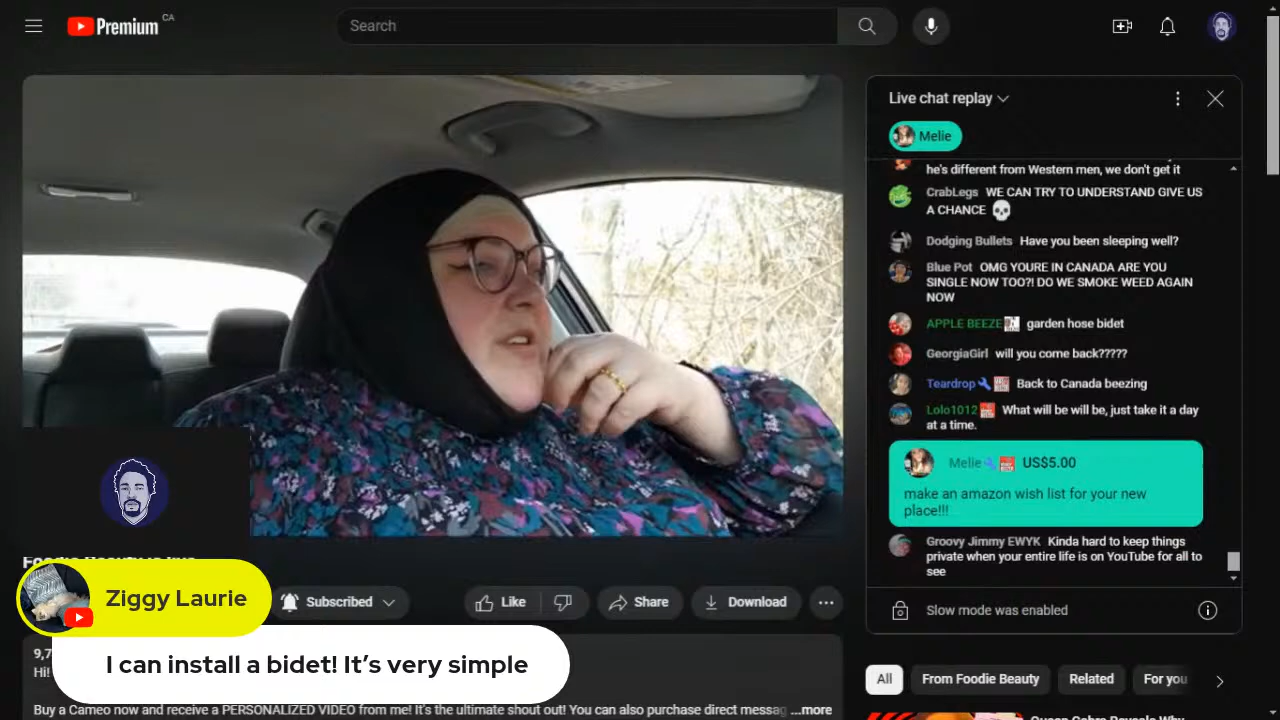 Premium CA
Search
Live chat replay
Melie
he's different from Western men, we don't get it
CrabLegs WE CAN TRY TO UNDERSTAND GIVE US
A CHANCE
Dodging Bullets Have you been sleeping well?
Blue Pot OMG YOURE IN CANADA ARE YOU
SINGLE NOW TOO?! DO WE SMOKE WEED AGAIN
NOW
APPLE BEEZE garden hose bidet
GeorgiaGirl will you come back?????
Teardrop Back to Canada beezing
Lolo1012 What will be will be, just take it a day
at a time.
Melie US$5.00
make an amazon wish list for your new
place!!!
Groovy Jimmy EWYK Kinda hard to keep things
private when your entire life is on YouTube for all to
see
Slow mode was enabled
Ziggy Laurie
Subscribed
Like
Share
Download
I can install a bidet! It's very simple
9,7
Hi!
Buy a Cameo now and receive a PERSONALIZED VIDEO from me! It's the ultimate shout out! You can also purchase direct messag ...more
All
From Foodie Beauty
Related
For you